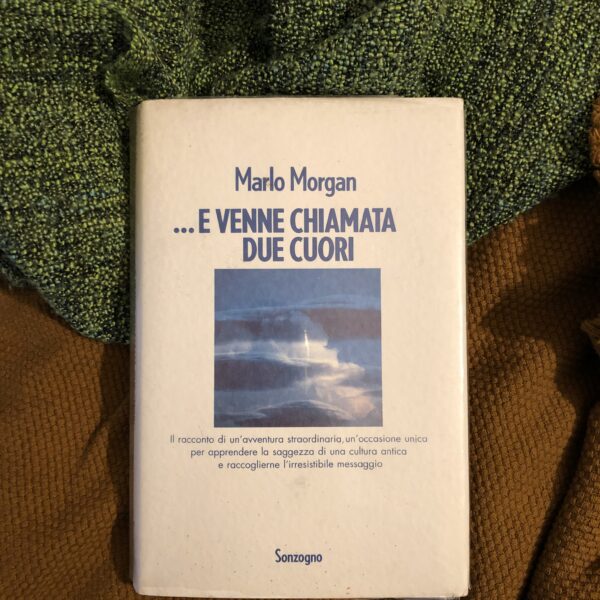 Marlo Morgan
...E VENNE CHIAMATA
DUE CUORI
Il racconto di un'avventura straordinaria, un'occasione unica
per apprendere la saggezza di una cultura antica
e raccoglierne l'irresistibile messaggio
Sonzogno